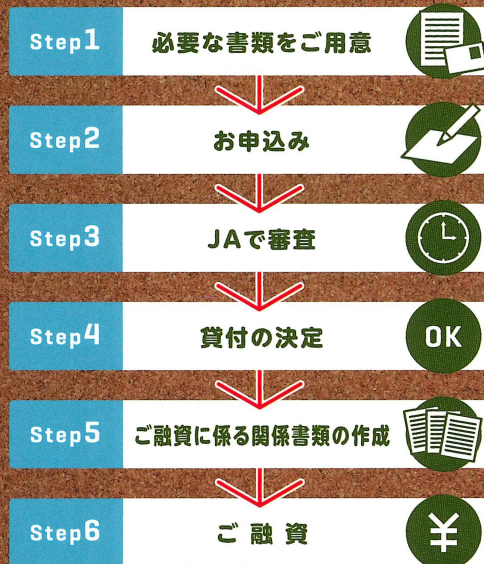 Step1 必要な書類をご用意
Step2 お申込み
Step3 JAで審査
Step4 貸付の決定 OK
Step5 ご融資に係る関係書類の作成
Step6 ご融資 ¥